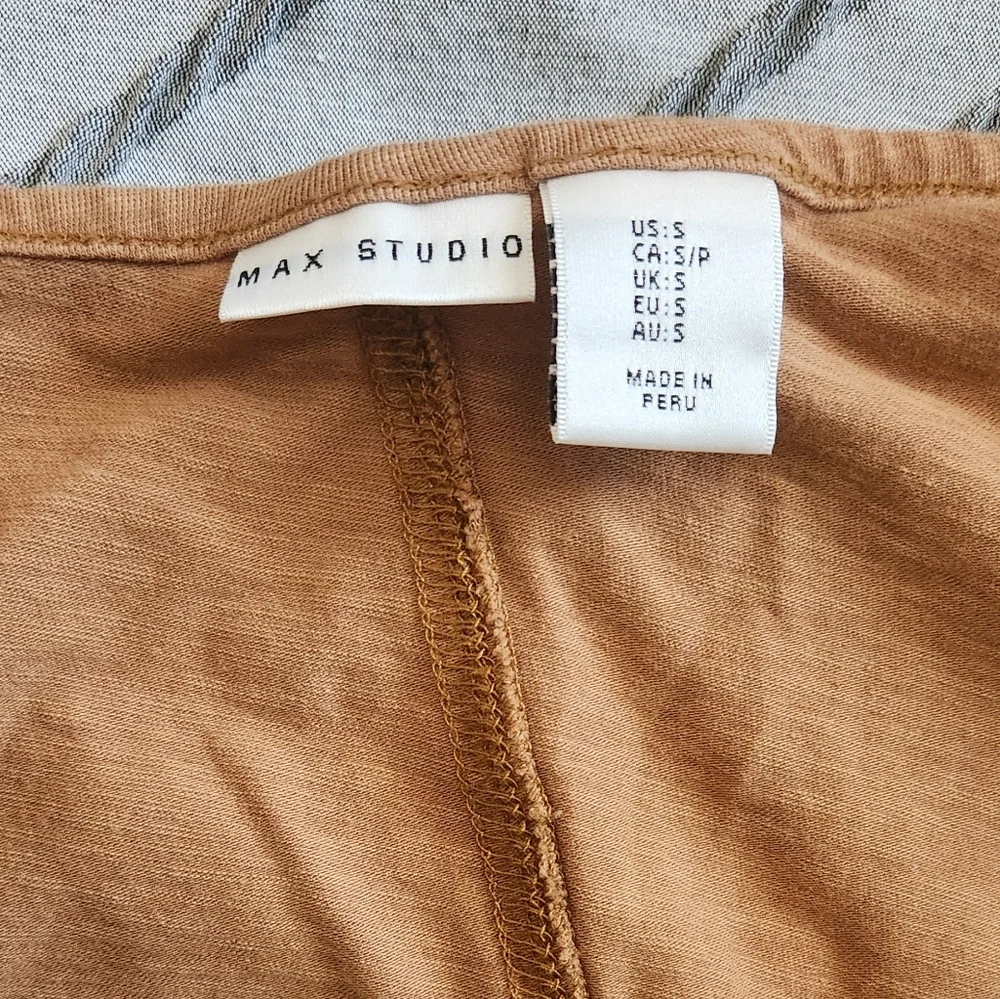 MAX STUDIO
US:S
CA:S/P
UK:S
EU:S
AU:S
MADE IN
PERU